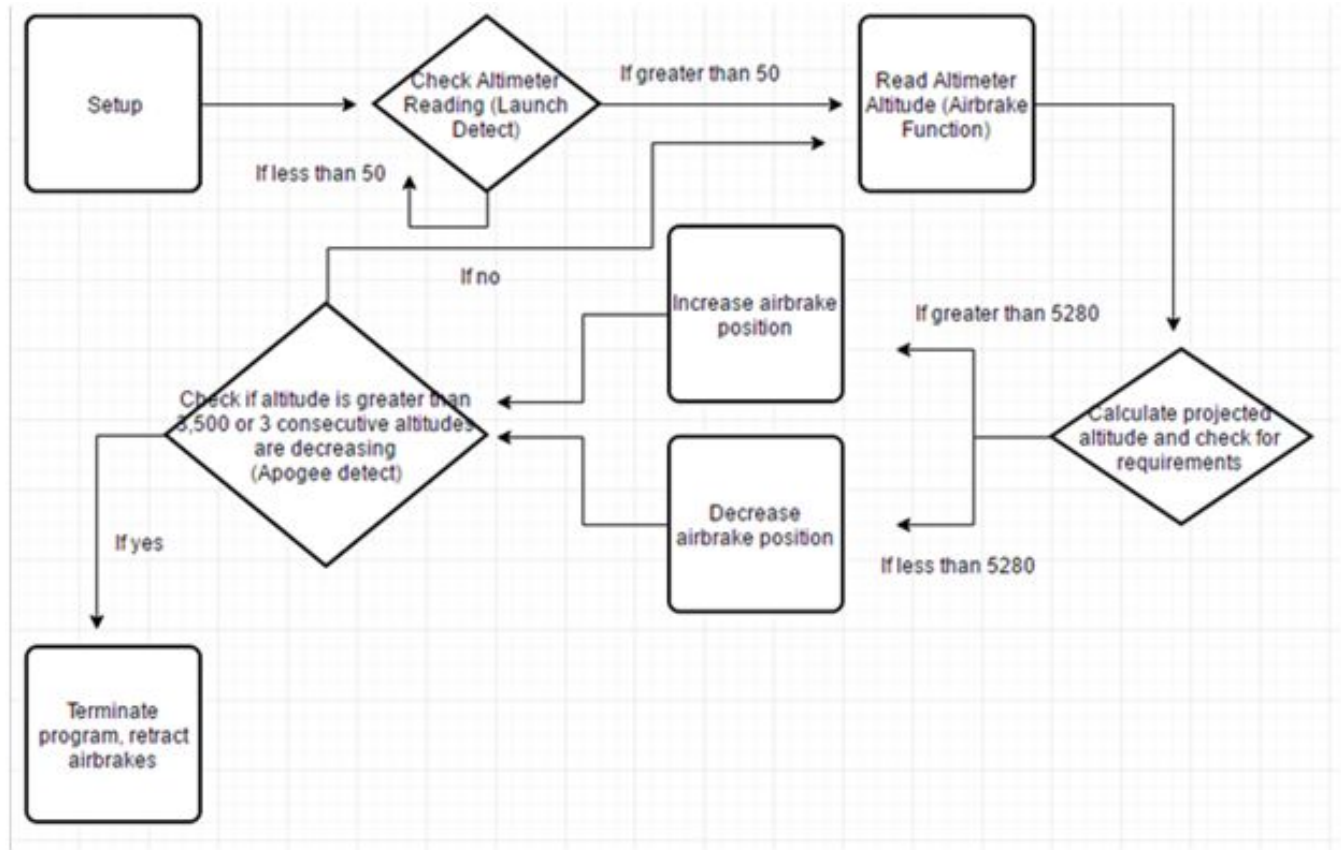 Setup
Check Altimeter
Reading (Launch
Detect)
If greater than 50
Read Altimeter
Altitude (Airbrake
Function)
If less than 50
If no
Increase airbrake
position
If greater than 5280
Check if altitude is greater than
3,500 or 3 consecutive altitudes
are decreasing
(Apogee detect)
Calculate projected
altitude and check for
requirements
Decrease
airbrake position
If yes
If less than 5280
Terminate
program, retract
airbrakes